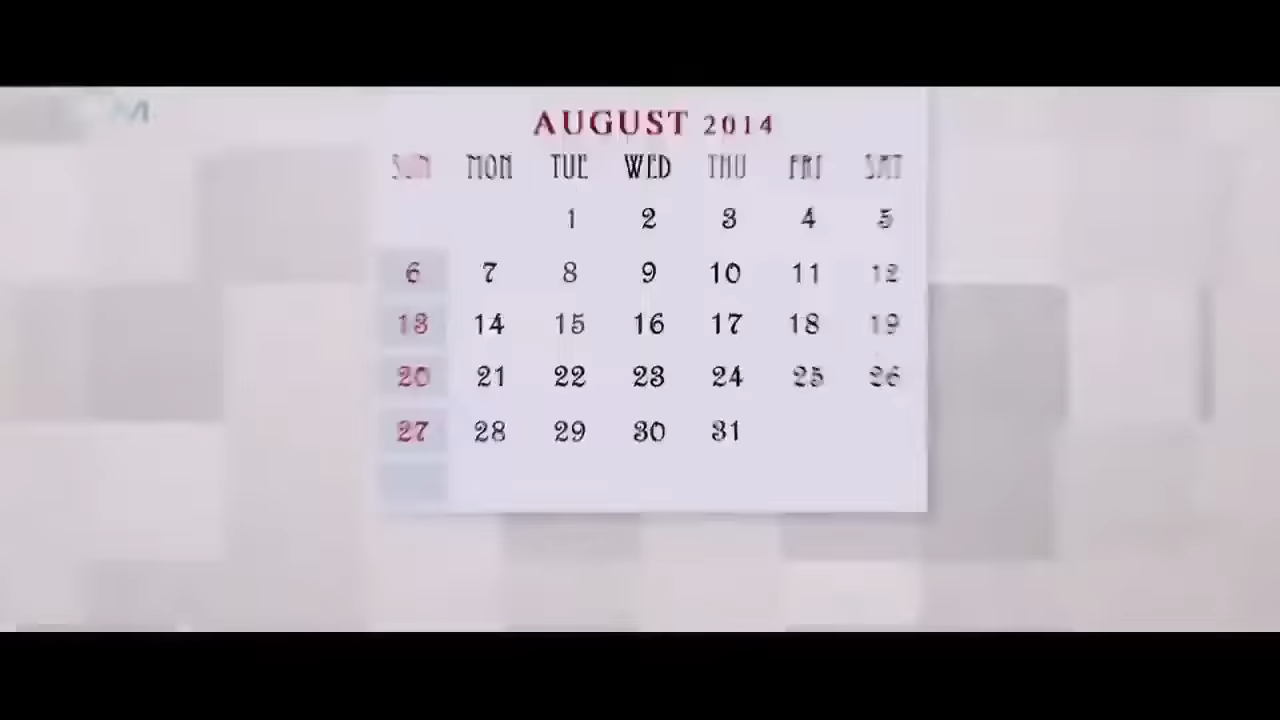 AUGUST 2014
SUN MON TUE WED THU FRI SAT
1 2 3 4 5
6 7 8 9 10 11 12
13 14 15 16 17 18 19
20 21 22 23 24 25 26
27 28 29 30 31